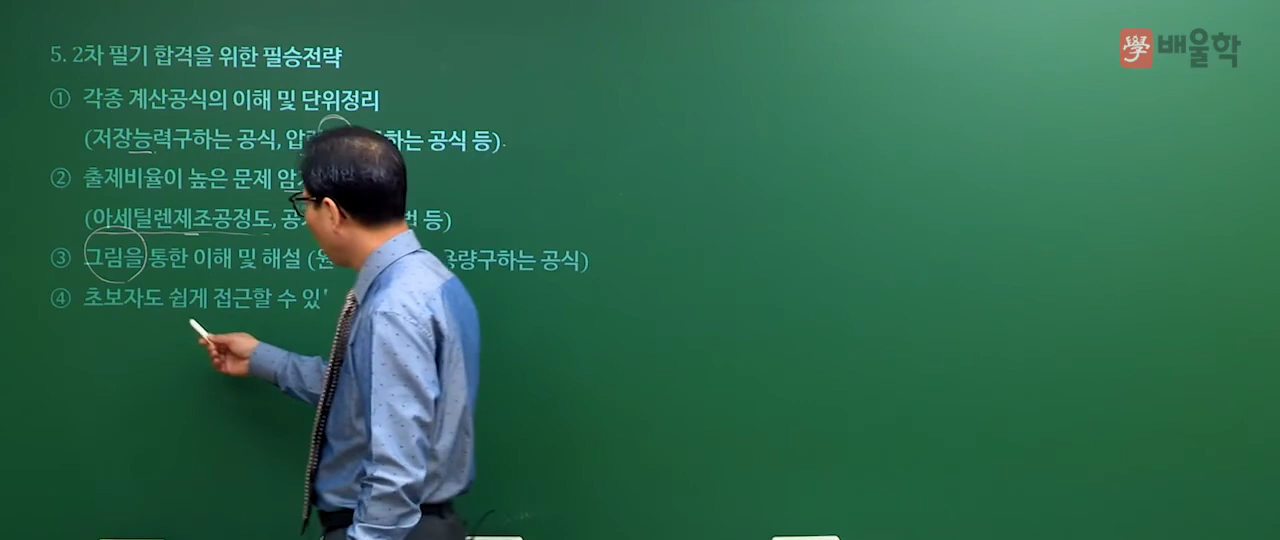 學 배울학
5. 2차 필기 합격을 위한 필승전략
① 각종 계산공식의 이해 및 단위정리
(저장능력구하는 공식, 하는 공식 등)
② 출제비율이 높은 문제
(아세틸렌제조공정도, 등)
③ 그림을 통한 이해 및 해설 ( 용량구하는 공식)
④ 초보자도 쉽게 접근할 수